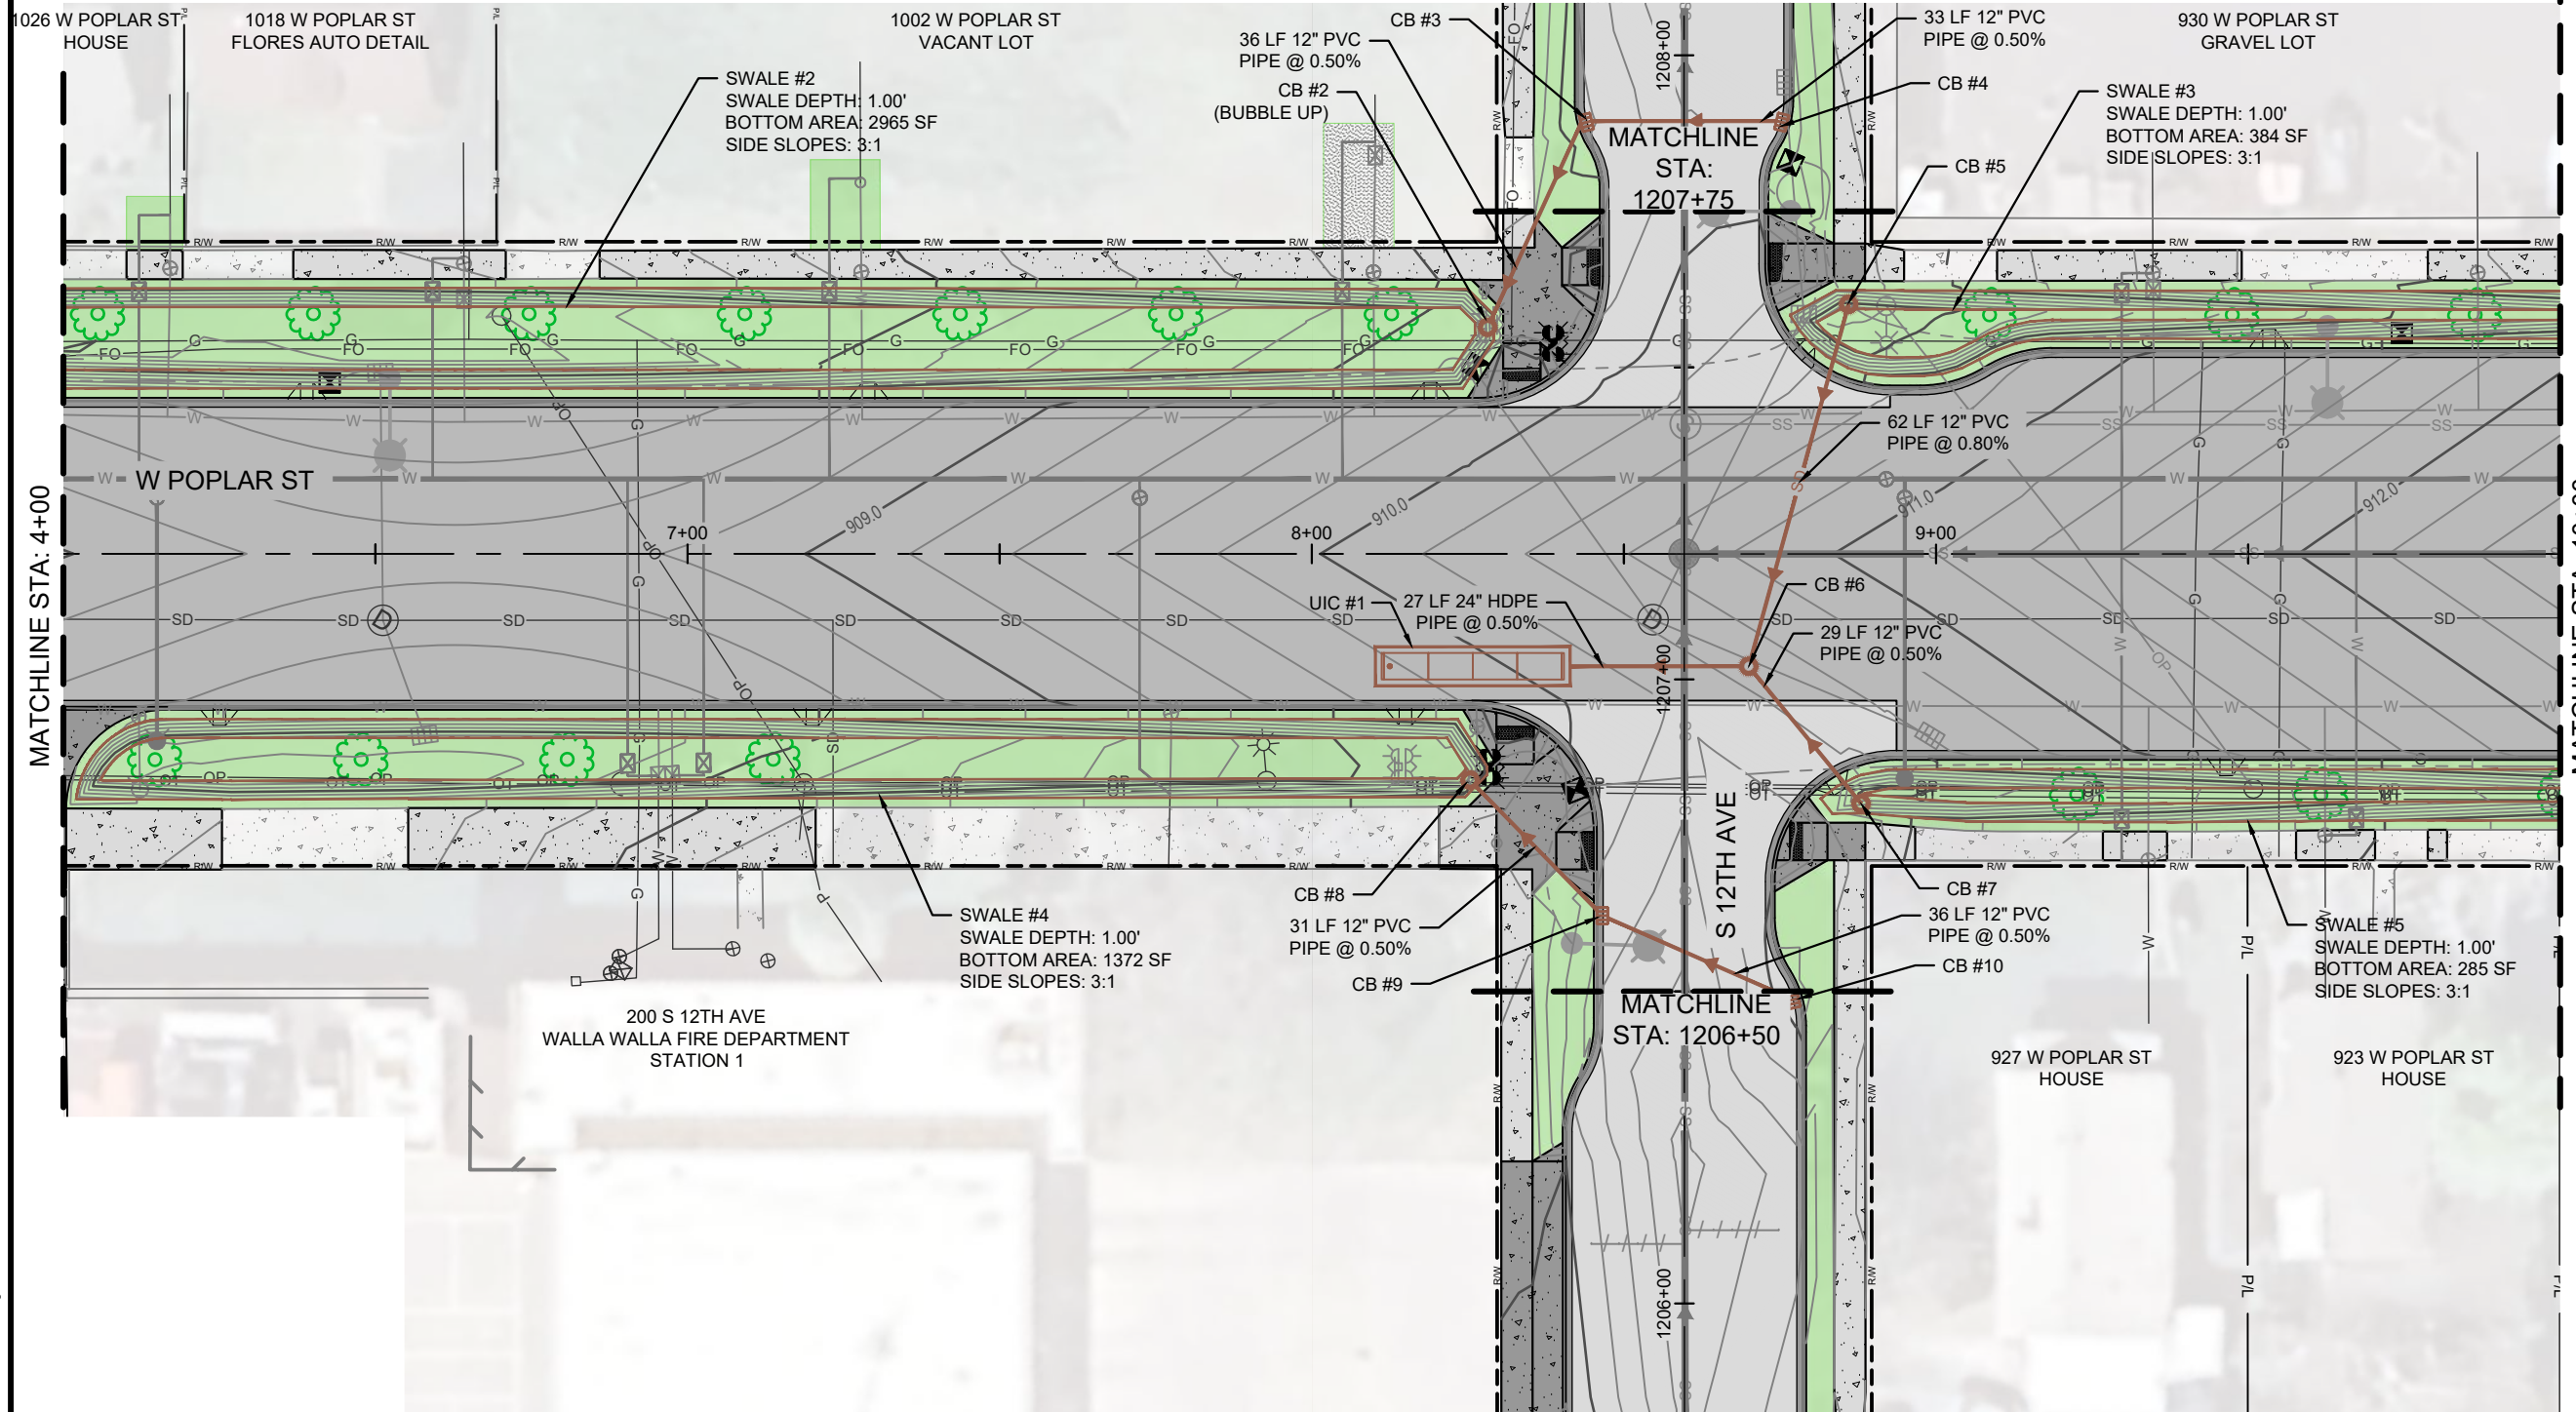 1026 W POPLAR ST
HOUSE
1018 W POPLAR ST
FLORES AUTO DETAIL
1002 W POPLAR ST
VACANT LOT
CB #3
36 LF 12" PVC
PIPE @ 0.50%
CB #2
(BUBBLE UP)
33 LF 12" PVC
PIPE @ 0.50%
930 W POPLAR ST
GRAVEL LOT
CB #4
SWALE #2
SWALE DEPTH: 1.00'
BOTTOM AREA: 2965 SF
SIDE SLOPES: 3:1
SWALE #3
SWALE DEPTH: 1.00'
BOTTOM AREA: 384 SF
SIDE SLOPES: 3:1
1208+00
MATCHLINE
STA:
1207+75
CB #5
62 LF 12" PVC
PIPE @ 0.80%
W POPLAR ST
MATCHLINE STA: 4+00
909.0
910.0
911.0
912.0
7+00
8+00
9+00
CB #6
UIC #1
27 LF 24" HDPE
PIPE @ 0.50%
29 LF 12" PVC
PIPE @ 0.50%
1207+00
S 12TH AVE
CB #8
31 LF 12" PVC
PIPE @ 0.50%
CB #9
CB #7
36 LF 12" PVC
PIPE @ 0.50%
CB #10
SWALE #4
SWALE DEPTH: 1.00'
BOTTOM AREA: 1372 SF
SIDE SLOPES: 3:1
SWALE #5
SWALE DEPTH: 1.00'
BOTTOM AREA: 285 SF
SIDE SLOPES: 3:1
MATCHLINE
STA: 1206+50
200 S 12TH AVE
WALLA WALLA FIRE DEPARTMENT
STATION 1
927 W POPLAR ST
HOUSE
923 W POPLAR ST
HOUSE
P/L
P/L
1206+00